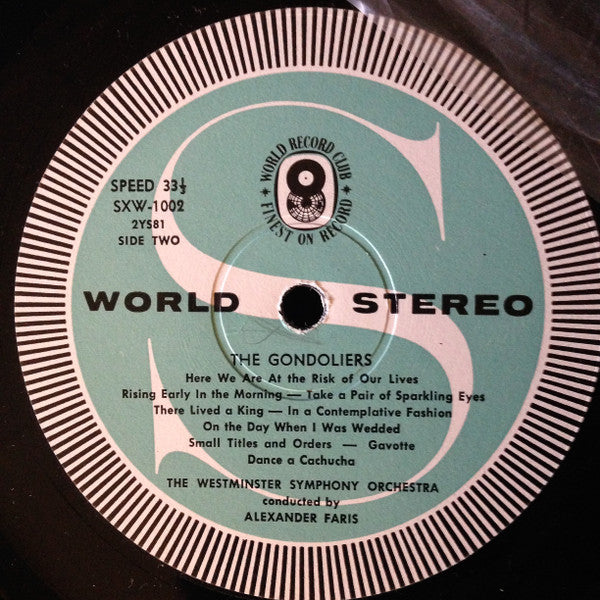 WORLD RECORD CLUB
FINEST ON RECORD
SPEED 33⅓
SXW-1002
2YS81
SIDE TWO
S
WORLD STEREO
THE GONDOLIERS
Here We Are At the Risk of Our Lives
Rising Early In the Morning — Take a Pair of Sparkling Eyes
There Lived a King — In a Contemplative Fashion
On the Day When I Was Wedded
Small Titles and Orders — Gavotte
Dance a Cachucha
THE WESTMINSTER SYMPHONY ORCHESTRA
conducted by
ALEXANDER FARIS